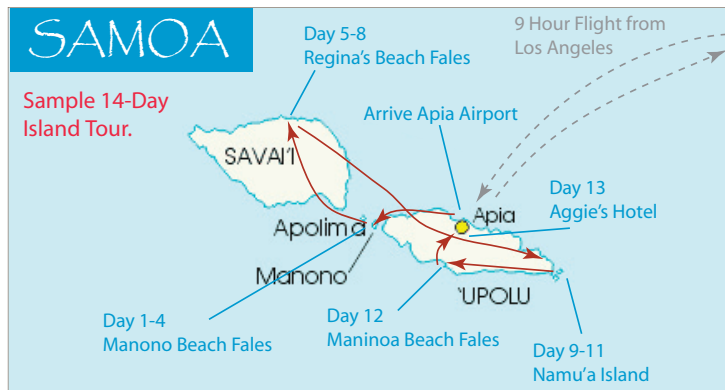 SAMOA
Sample 14-Day
Island Tour.
Day 5-8
Regina's Beach Fales
9 Hour Flight from
Los Angeles
Arrive Apia Airport
SAVAI'I
Day 13
Aggie's Hotel
Apia
Apolima
Manono
'UPOLU
Day 1-4
Manono Beach Fales
Day 12
Maninoa Beach Fales
Day 9-11
Namu'a Island